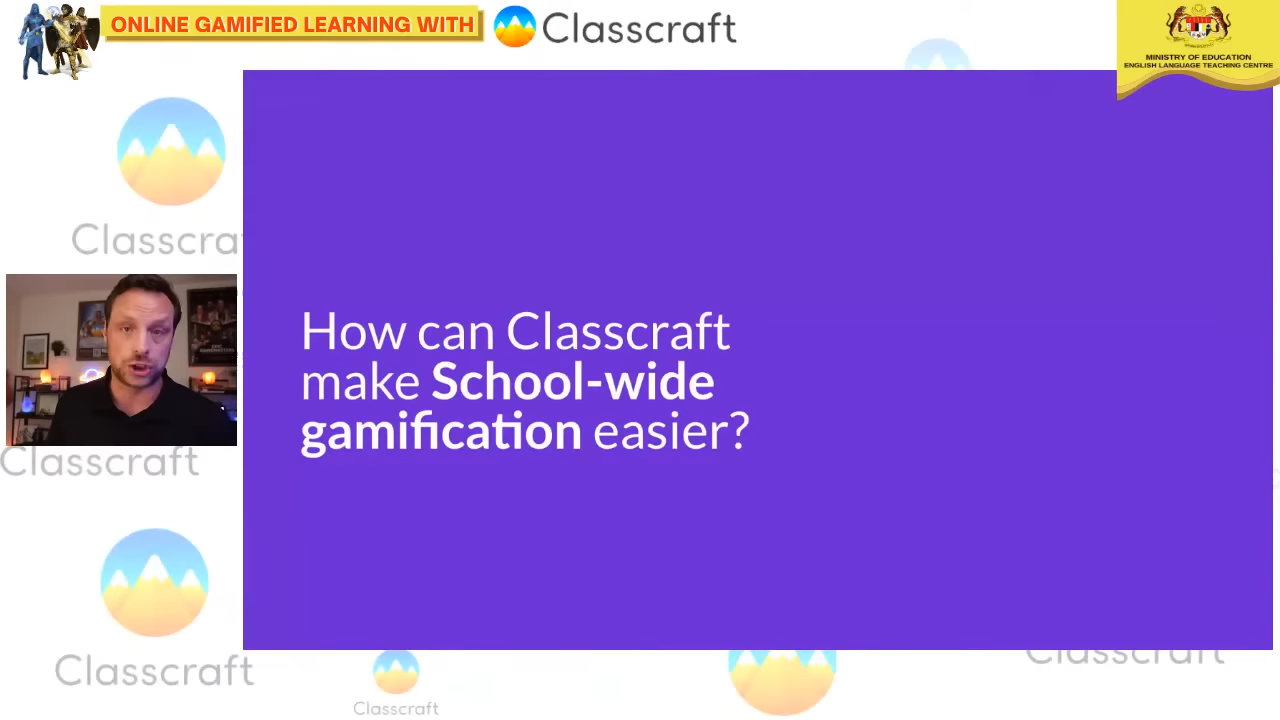 ONLINE GAMIFIED LEARNING WITH
Classcraft
MINISTRY OF EDUCATION
ENGLISH LANGUAGE TEACHING CENTRE
Classcra
How can Classcraft
make School-wide
gamification easier?
Classcraft
Classcraft
Classcraft
Classcraft